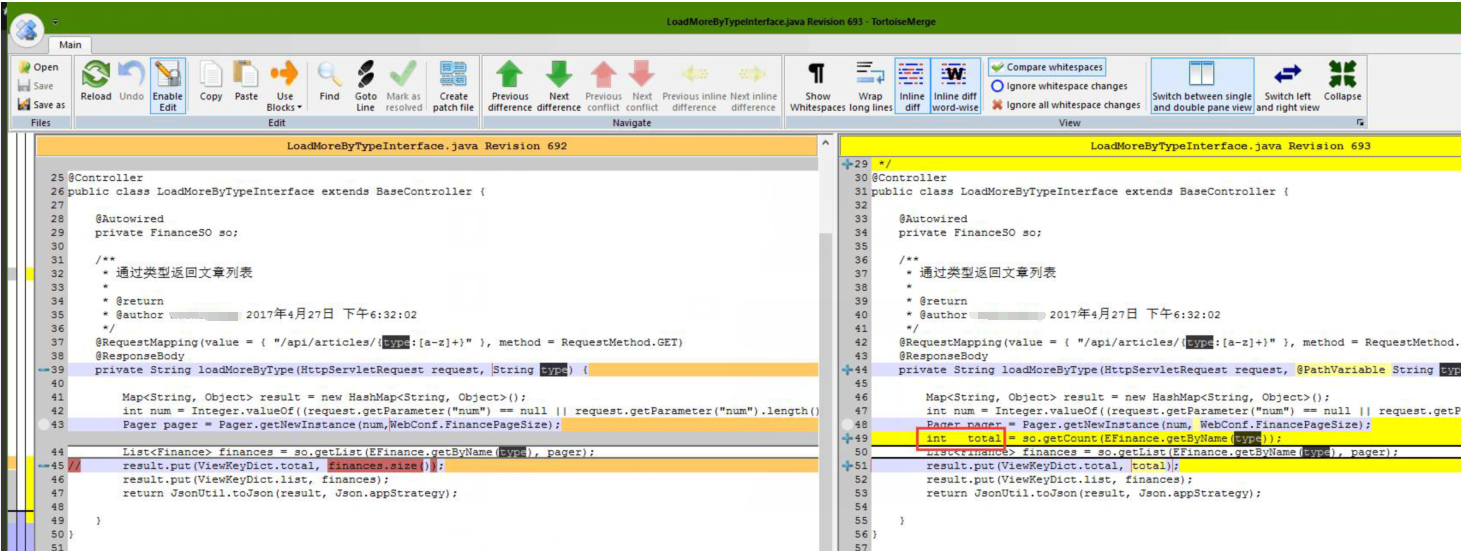 LoadMoreByTypeInterface.java Revision 693 - TortoiseMerge
Main
Open
Save
Save as
Files
Reload
Undo
Enable Edit
Copy
Paste
Use Blocks
Find
Goto Line
Mark as resolved
Create patch file
Edit
Previous difference
Next difference
Previous conflict
Next conflict
Previous inline difference
Next inline difference
Navigate
Show Whitespaces
Wrap long lines
Inline diff
Inline diff word-wise
Compare whitespaces
Ignore whitespace changes
Ignore all whitespace changes
Switch between single and double pane view
Switch left and right view
Collapse
View
LoadMoreByTypeInterface.java Revision 692
25 @Controller
26 public class LoadMoreByTypeInterface extends BaseController {
27
28 @Autowired
29 private FinanceSO so;
30
31 /**
32 * 通过类型返回文章列表
33 *
34 * @return
35 * @author 2017年4月27日 下午6:32:02
36 */
37 @RequestMapping(value = { "/api/articles/{type:[a-z]+}" }, method = RequestMethod.GET)
38 @ResponseBody
39 private String loadMoreByType(HttpServletRequest request, String type) {
40
41 Map<String, Object> result = new HashMap<String, Object>();
42 int num = Integer.valueOf((request.getParameter("num") == null || request.getParameter("num").length()
43 Pager pager = Pager.getNewInstance(num,WebConf.FinancePageSize);
44 List<Finance> finances = so.getList(EFinance.getByName(type), pager);
45 // result.put(ViewKeyDict.total, finances.size());
46 result.put(ViewKeyDict.list, finances);
47 return JsonUtil.toJson(result, Json.appStrategy);
48
49 }
50 }
51
LoadMoreByTypeInterface.java Revision 693
29 */
30 @Controller
31 public class LoadMoreByTypeInterface extends BaseController {
32
33 @Autowired
34 private FinanceSO so;
35
36 /**
37 * 通过类型返回文章列表
38 *
39 * @return
40 * @author 2017年4月27日 下午6:32:02
41 */
42 @RequestMapping(value = { "/api/articles/{type:[a-z]+}" }, method = RequestMethod.
43 @ResponseBody
44 private String loadMoreByType(HttpServletRequest request, @PathVariable String typ
45
46 Map<String, Object> result = new HashMap<String, Object>();
47 int num = Integer.valueOf((request.getParameter("num") == null || request.getP
48 Pager pager = Pager.getNewInstance(num, WebConf.FinancePageSize);
49 int total = so.getCount(EFinance.getByName(type));
50 List<Finance> finances = so.getList(EFinance.getByName(type), pager);
51 result.put(ViewKeyDict.total, total);
52 result.put(ViewKeyDict.list, finances);
53 return JsonUtil.toJson(result, Json.appStrategy);
54
55 }
56 }
57